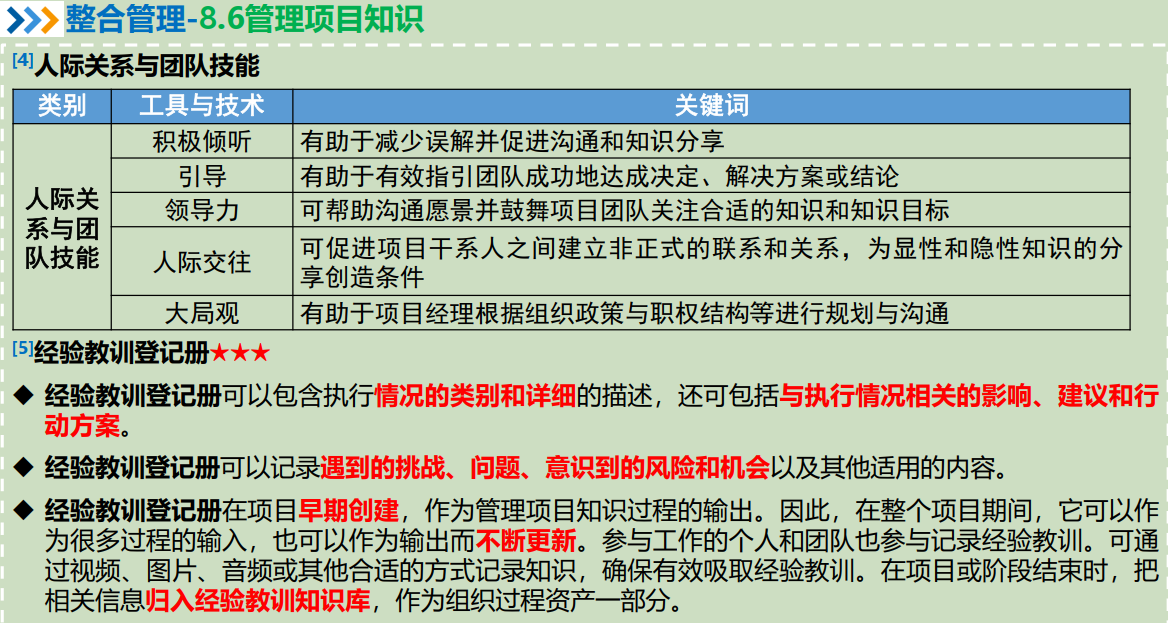 整合管理-8.6管理项目知识
[4]人际关系与团队技能
类别 工具与技术 关键词
人际关系与团队技能
积极倾听 有助于减少误解并促进沟通和知识分享
引导 有助于有效指引团队成功地达成决定、解决方案或结论
领导力 可帮助沟通愿景并鼓舞项目团队关注合适的知识和知识目标
人际交往 可促进项目干系人之间建立非正式的联系和关系，为显性和隐性知识的分
享创造条件
大局观 有助于项目经理根据组织政策与职权结构等进行规划与沟通
[5]经验教训登记册★★★
◆ 经验教训登记册可以包含执行情况的类别和详细的描述，还可包括与执行情况相关的影响、建议和行
动方案。
◆ 经验教训登记册可以记录遇到的挑战、问题、意识到的风险和机会以及其他适用的内容。
◆ 经验教训登记册在项目早期创建，作为管理项目知识过程的输出。因此，在整个项目期间，它可以作
为很多过程的输入，也可以作为输出而不断更新。参与工作的个人和团队也参与记录经验教训。可通
过视频、图片、音频或其他合适的方式记录知识，确保有效吸取经验教训。在项目或阶段结束时，把
相关信息归入经验教训知识库，作为组织过程资产一部分。